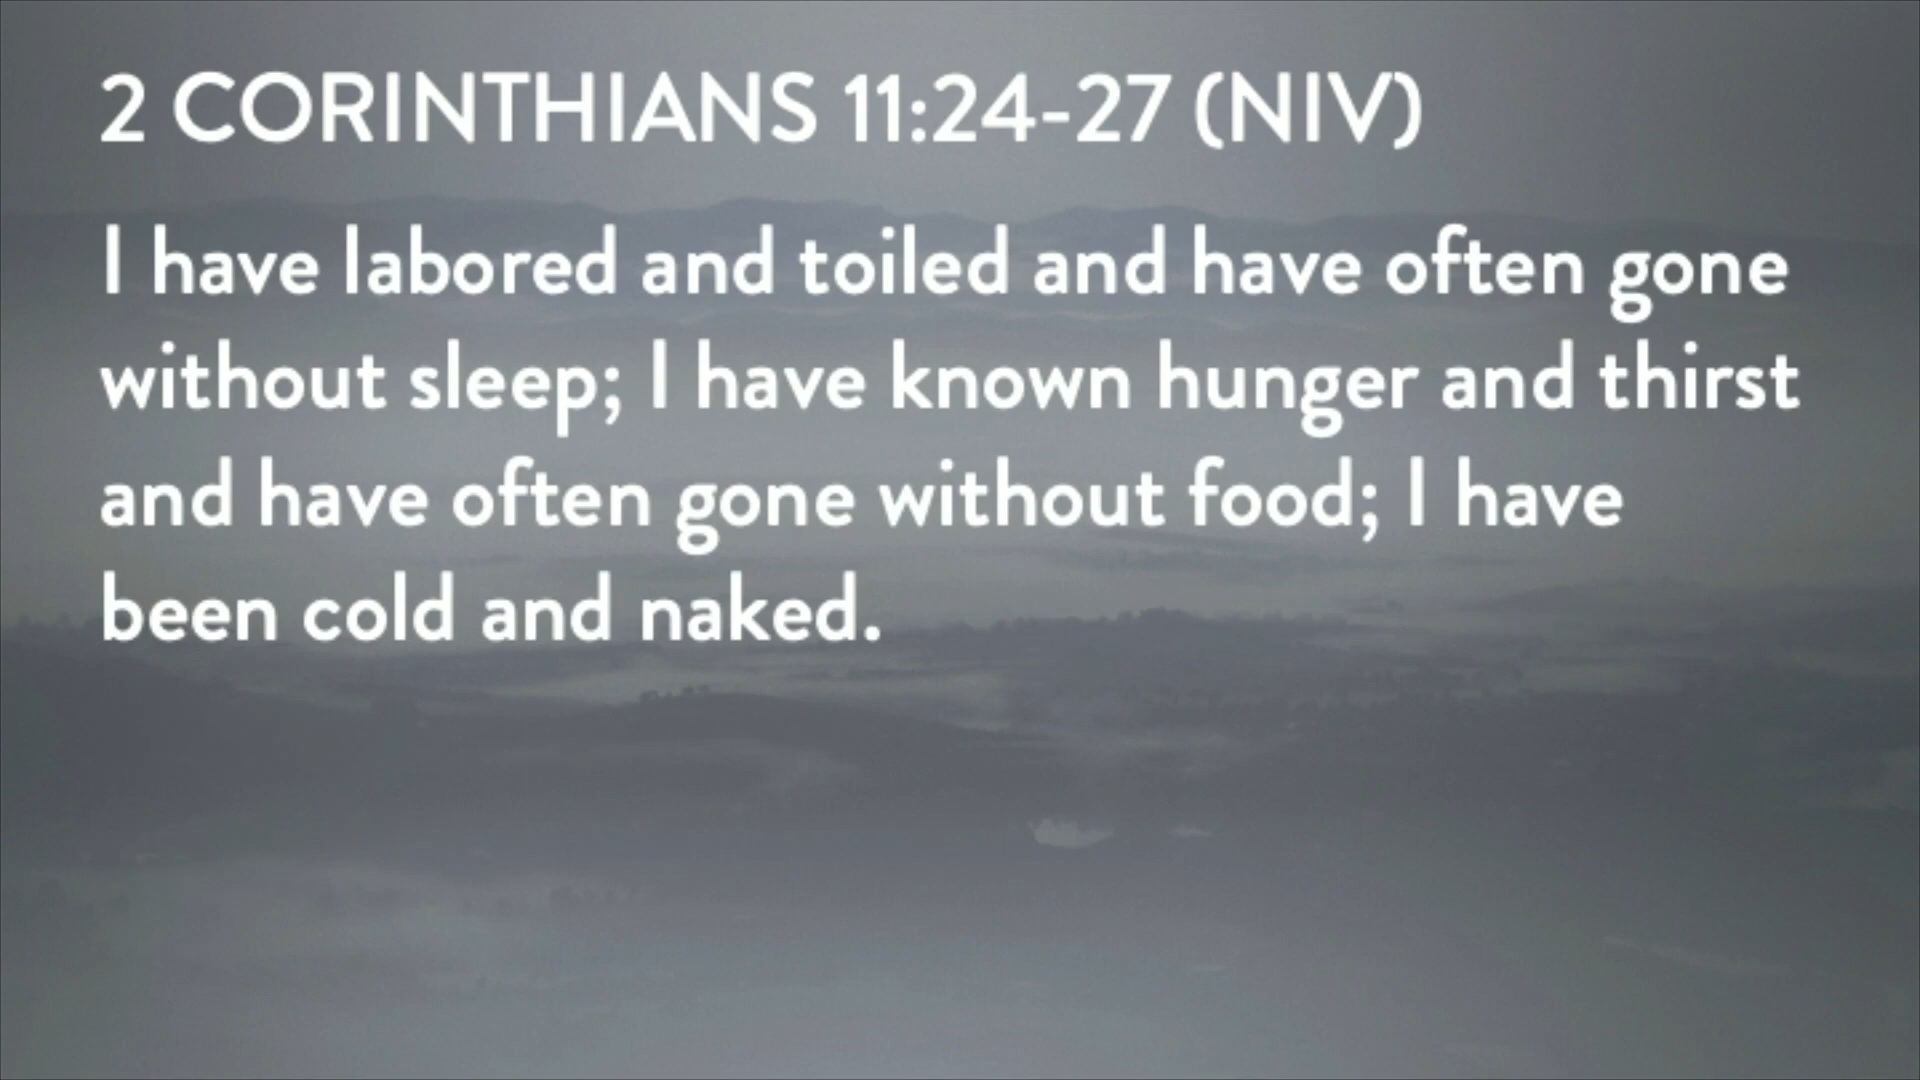 2 CORINTHIANS 11:24-27 (NIV)
I have labored and toiled and have often gone
without sleep; I have known hunger and thirst
and have often gone without food; I have
been cold and naked.